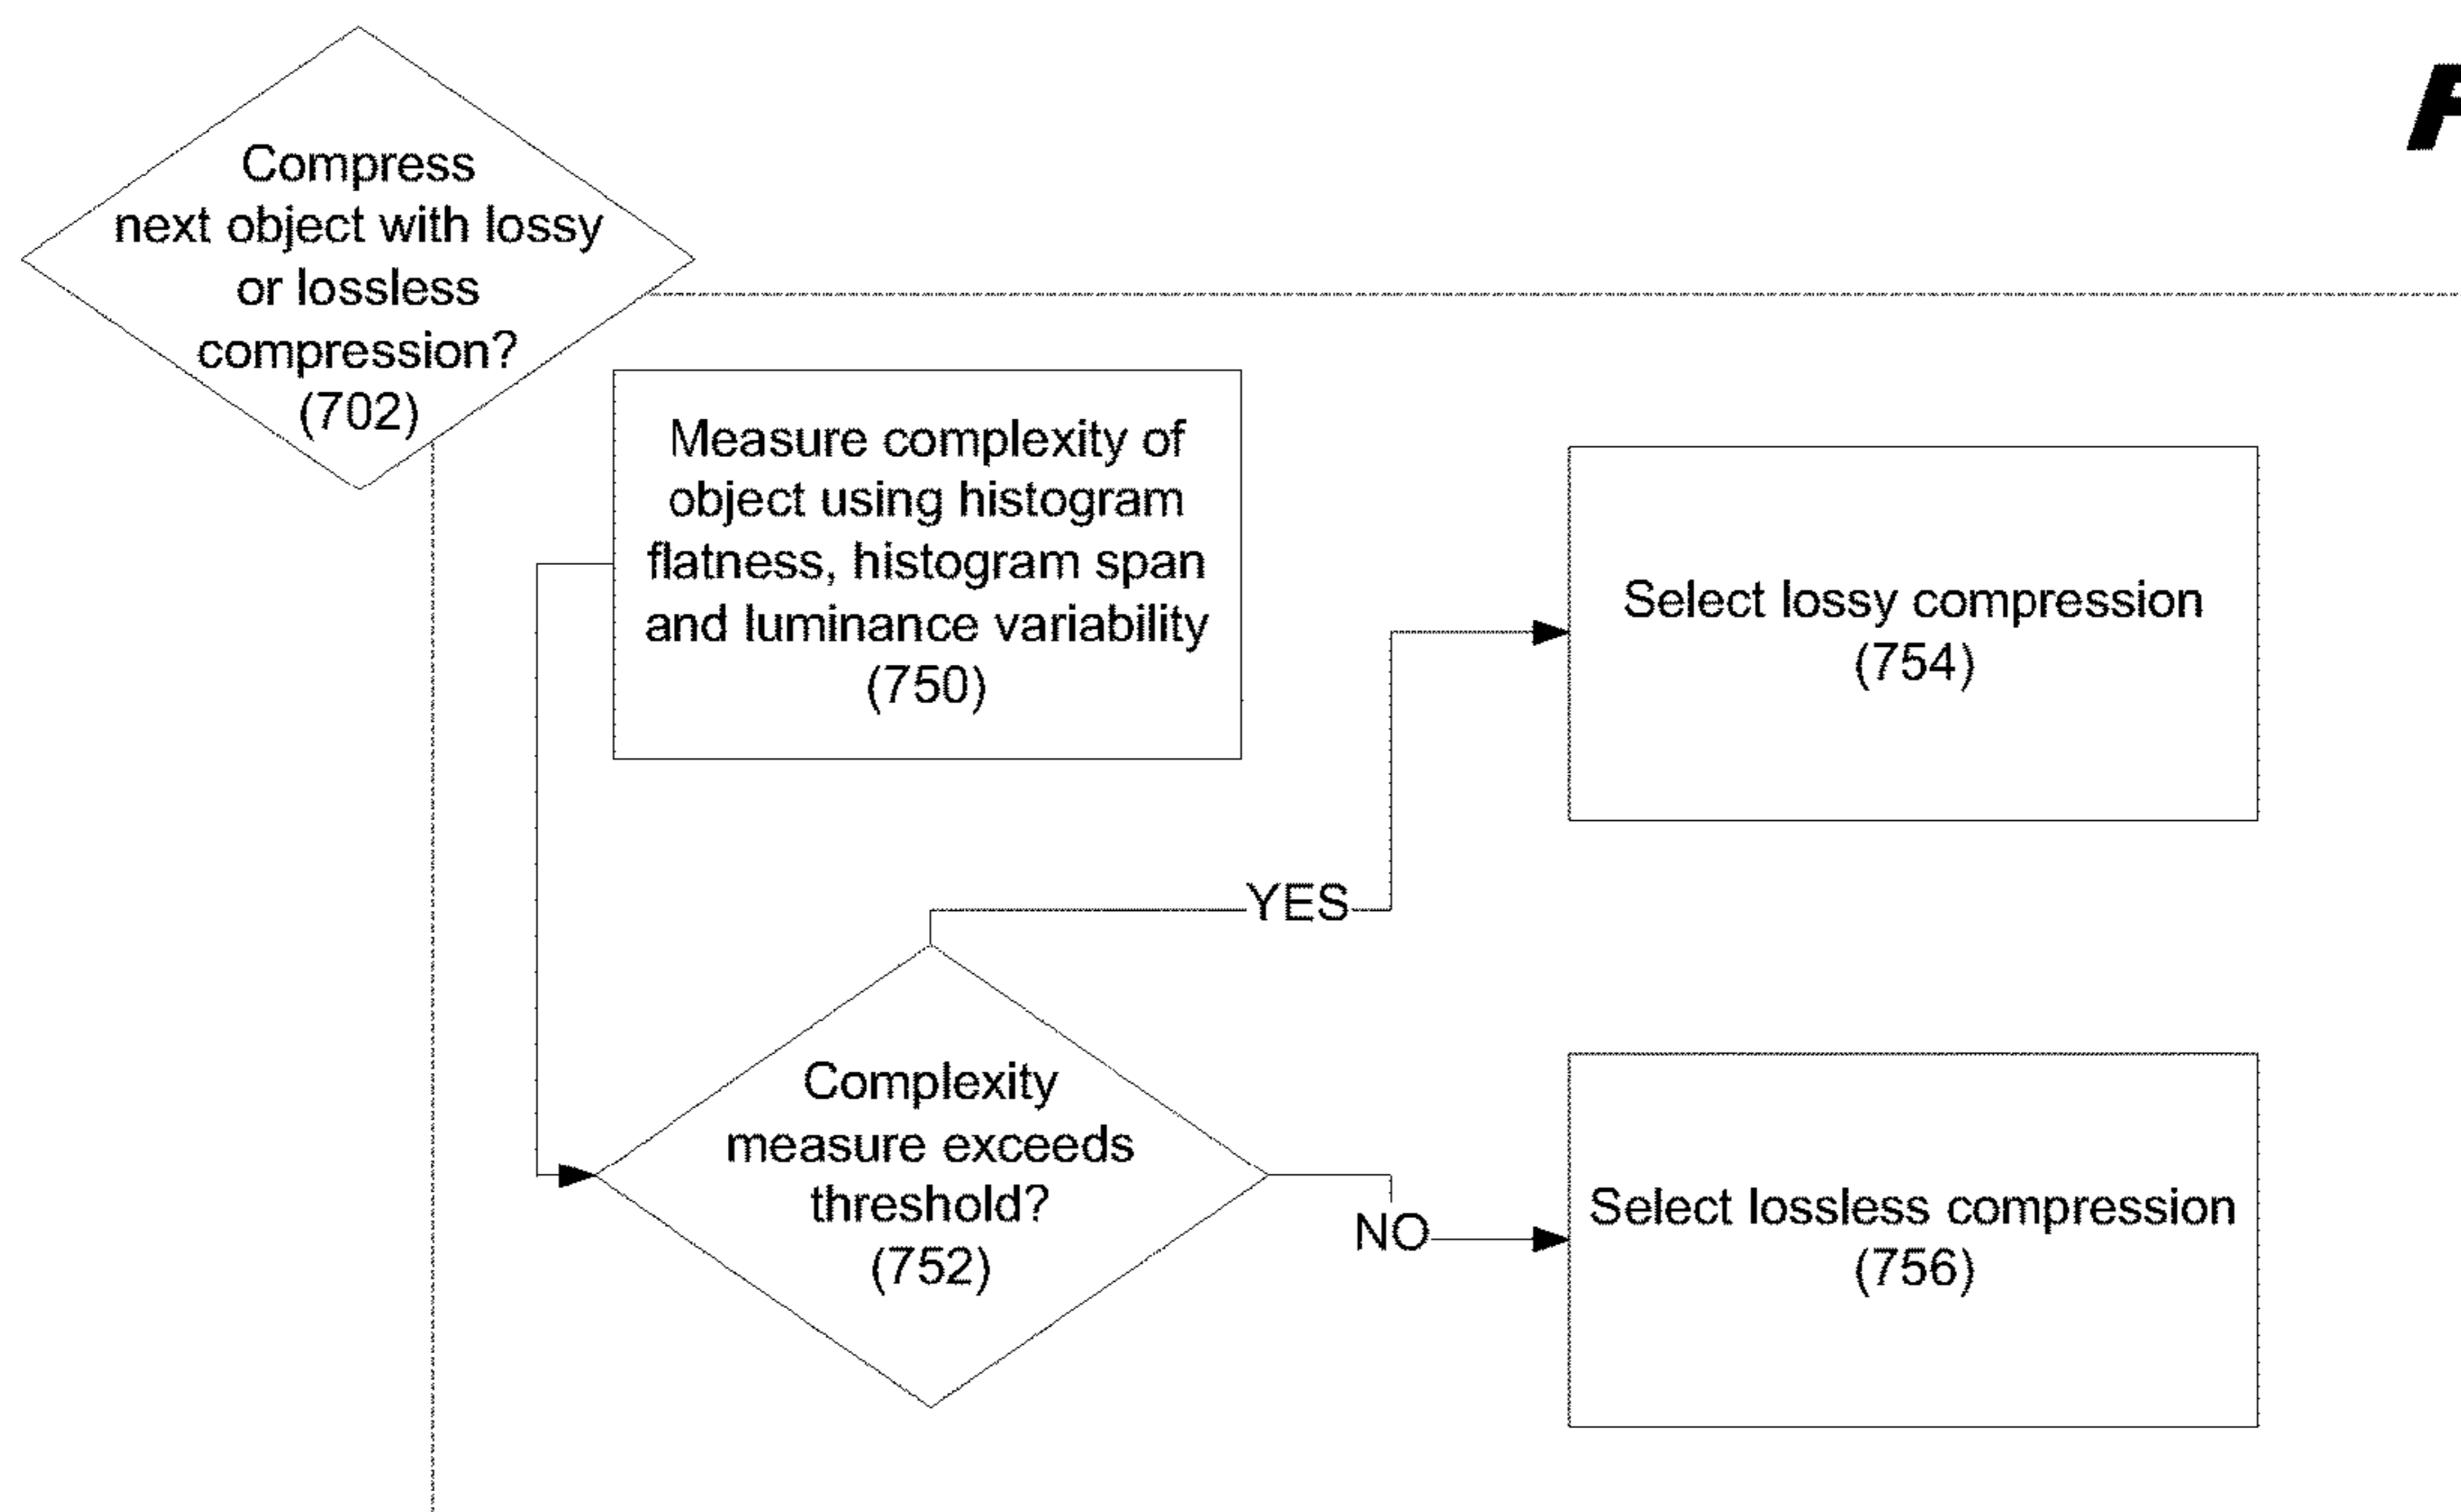 Compress
next object with lossy
or lossless
compression?
(702)
Measure complexity of
object using histogram
flatness, histogram span
and luminance variability
(750)
Select lossy compression
(754)
YES
Complexity
measure exceeds
threshold?
(752)
NO
Select lossless compression
(756)